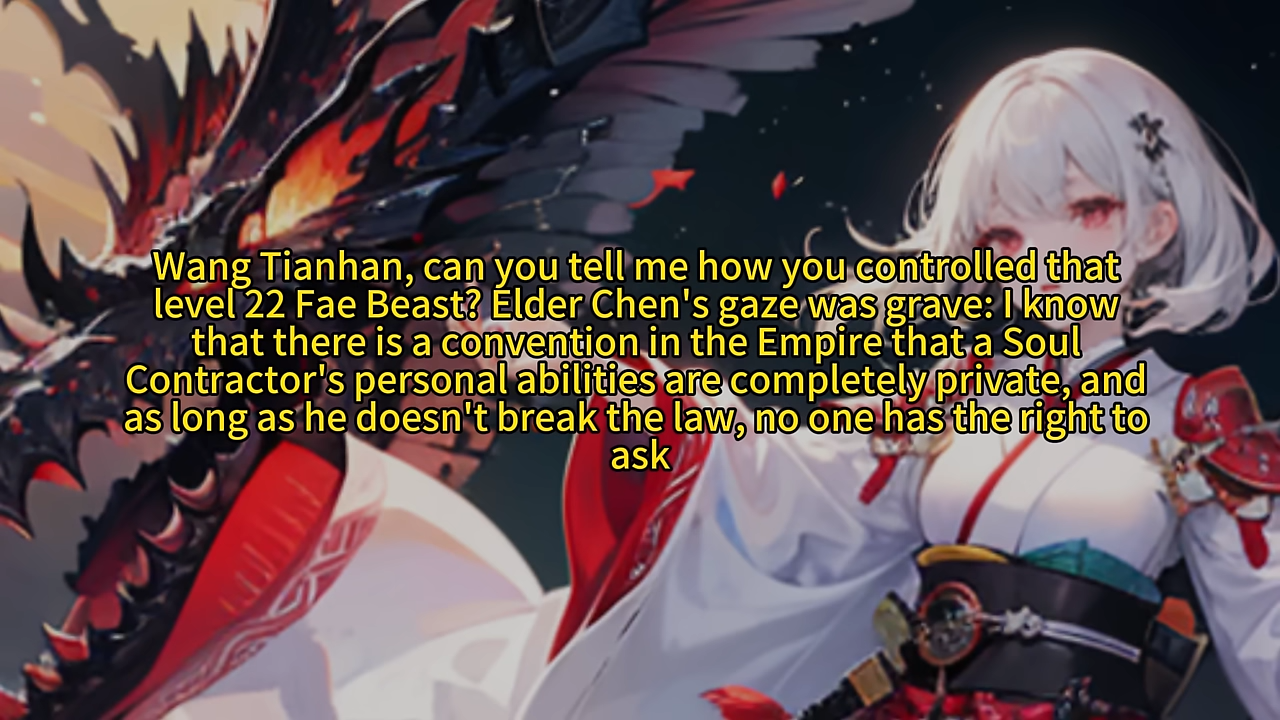 Wang Tianhan, can you tell me how you controlled that
level 22 Fae Beast? Elder Chen's gaze was grave: I know
that there is a convention in the Empire that a Soul
Contractor's personal abilities are completely private, and
as long as he doesn't break the law, no one has the right to
ask